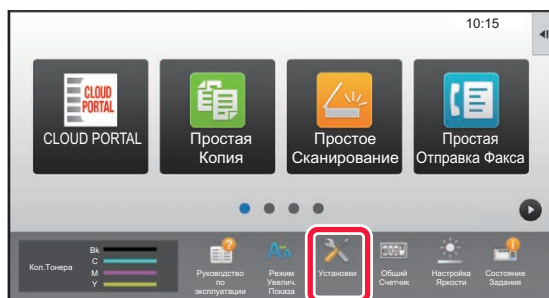 10:15
CLOUD
PORTAL
CLOUD PORTAL
Простая
Копия
Простое
Сканирование
Простая
Отправка Факса
Кол.Тонера
Bk
C
M
Y
Руководство
по
эксплуатации
Режим
Увелич.
Показа
Установки
Общий
Счетчик
Настройка
Яркости
Состояние
Задания